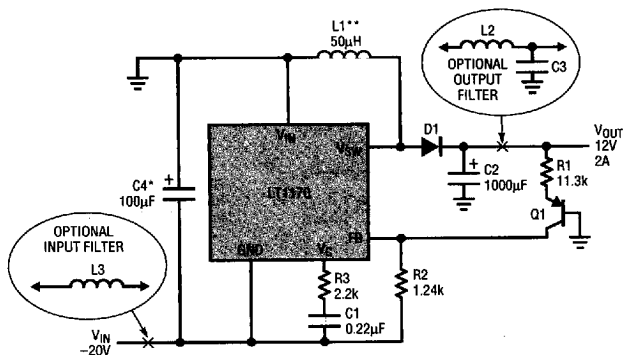 L1**
50μH
L2
C3
OPTIONAL
OUTPUT
FILTER
VIN
VSW
D1
VOUT
12V
2A
C4*
100μF
+
LT1170
+
C2
1000μF
R1
11.3k
Q1
OPTIONAL
INPUT FILTER
L3
GND
VC
FB
R3
2.2k
R2
1.24k
C1
0.22μF
VIN
–20V